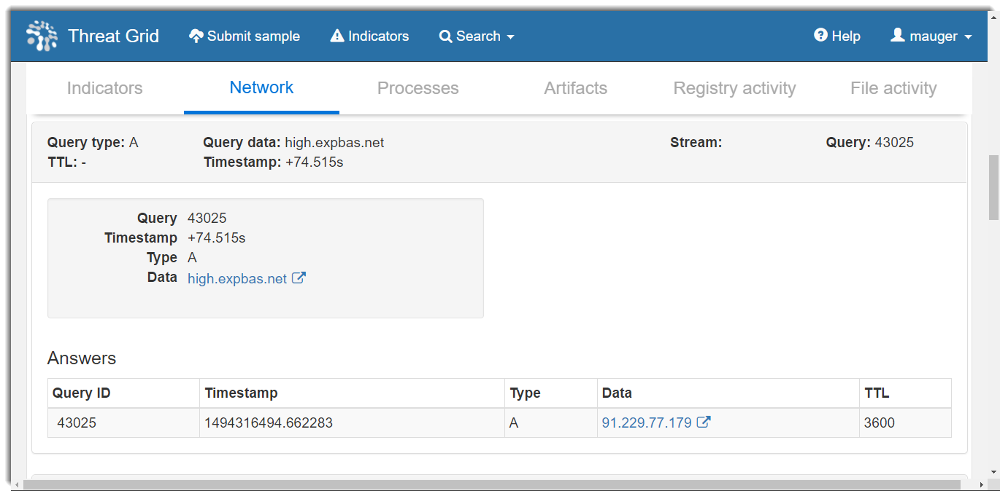 Threat Grid Submit sample Indicators Search Help mauger
Indicators Network Processes Artifacts Registry activity File activity
Query type: A Query data: high.expbas.net Stream: Query: 43025
TTL: - Timestamp: +74.515s
Query 43025
Timestamp +74.515s
Type A
Data high.expbas.net
Answers
Query ID Timestamp Type Data TTL
43025 1494316494.662283 A 91.229.77.179 3600